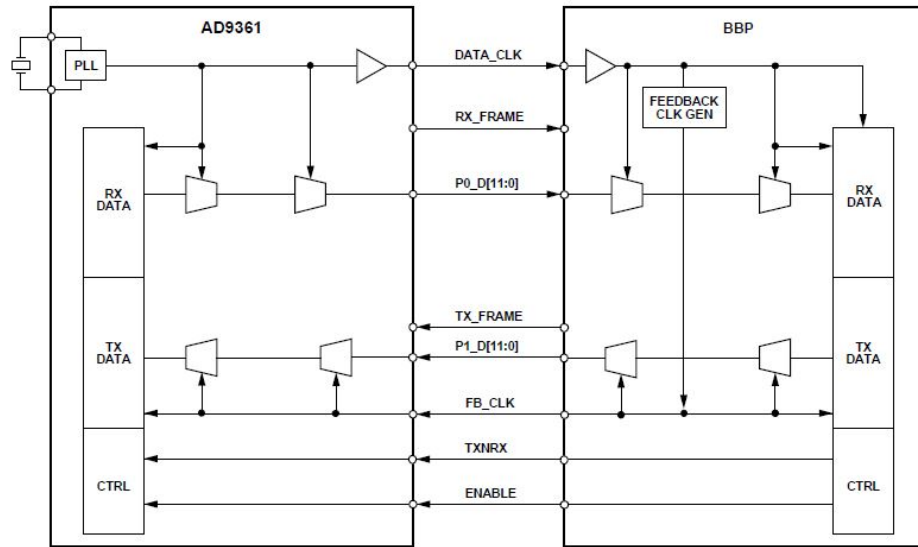 AD9361
BBP
PLL
DATA_CLK
FEEDBACK
CLK GEN
RX_FRAME
RX
DATA
P0_D[11:0]
RX
DATA
TX_FRAME
TX
DATA
P1_D[11:0]
TX
DATA
FB_CLK
TXNRX
CTRL
CTRL
ENABLE